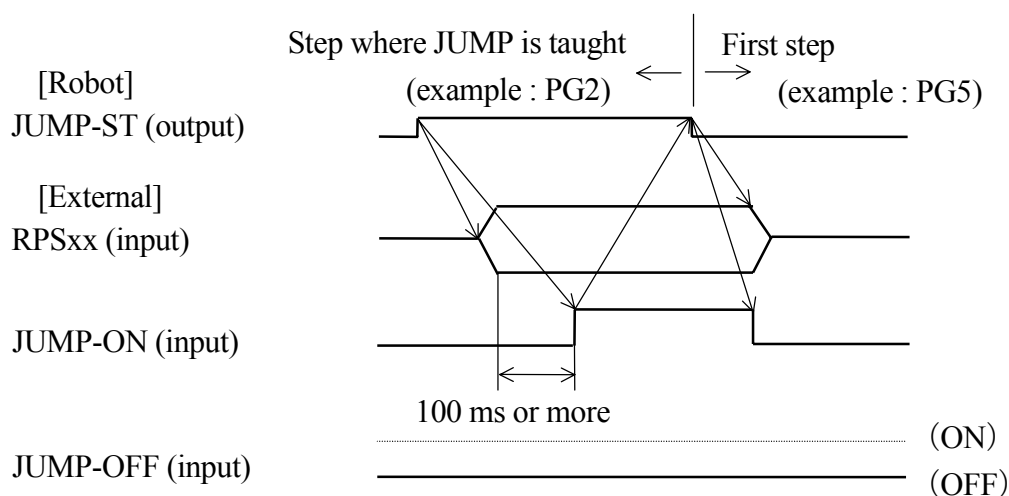 Step where JUMP is taught
First step
[Robot]
(example : PG2)
(example : PG5)
JUMP-ST (output)
[External]
RPSxx (input)
JUMP-ON (input)
100 ms or more
（ON）
JUMP-OFF (input)
（OFF）